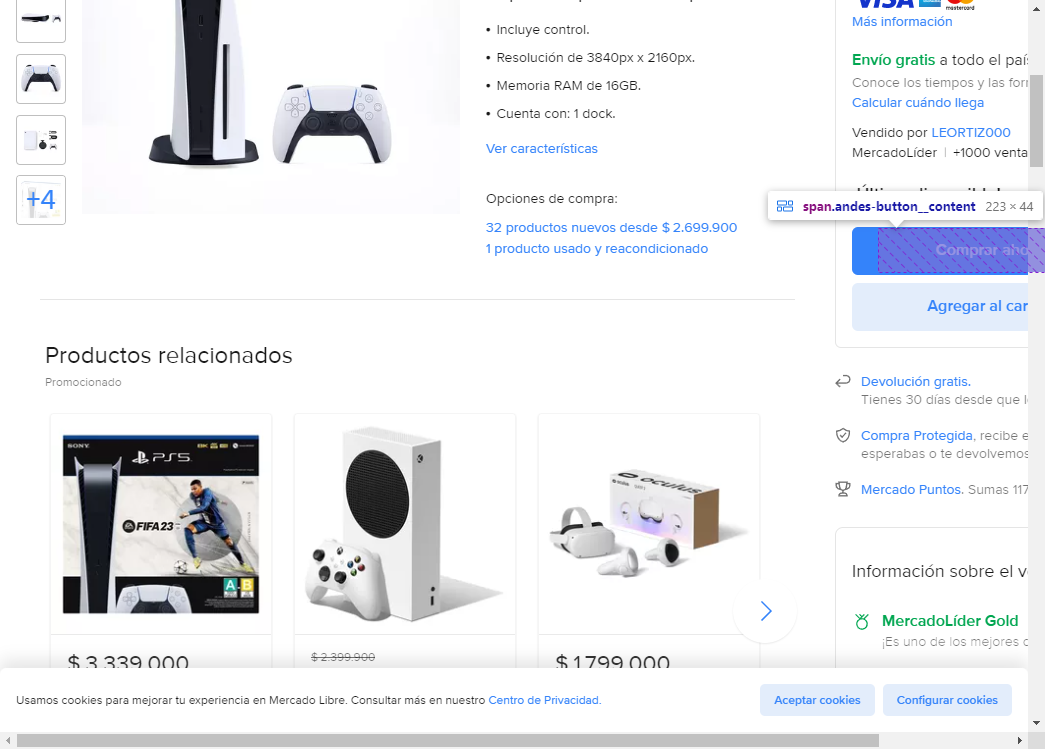 +4
• Incluye control.
• Resolución de 3840px x 2160px.
• Memoria RAM de 16GB.
• Cuenta con: 1 dock.
Ver características
Opciones de compra:
32 productos nuevos desde $ 2.699.900
1 producto usado y reacondicionado
VISA
mastercard
Más información
Envío gratis a todo el país
Conoce los tiempos y las for
Calcular cuándo llega
Vendido por LEORTIZ000
MercadoLíder | +1000 venta
span.andes-button__content 223 × 44
Comprar aho
Agregar al car
Devolución gratis.
Tienes 30 días desde que l
Compra Protegida, recibe e
esperabas o te devolvemos
Mercado Puntos. Sumas 117
Información sobre el v
MercadoLíder Gold
¡Es uno de los mejores
Productos relacionados
Promocionado
SONY
PS5
FIFA 23
A B
oculus
$ 3.339.000
$ 2.399.900
$ 1.799.000
Usamos cookies para mejorar tu experiencia en Mercado Libre. Consultar más en nuestro Centro de Privacidad.
Aceptar cookies
Configurar cookies